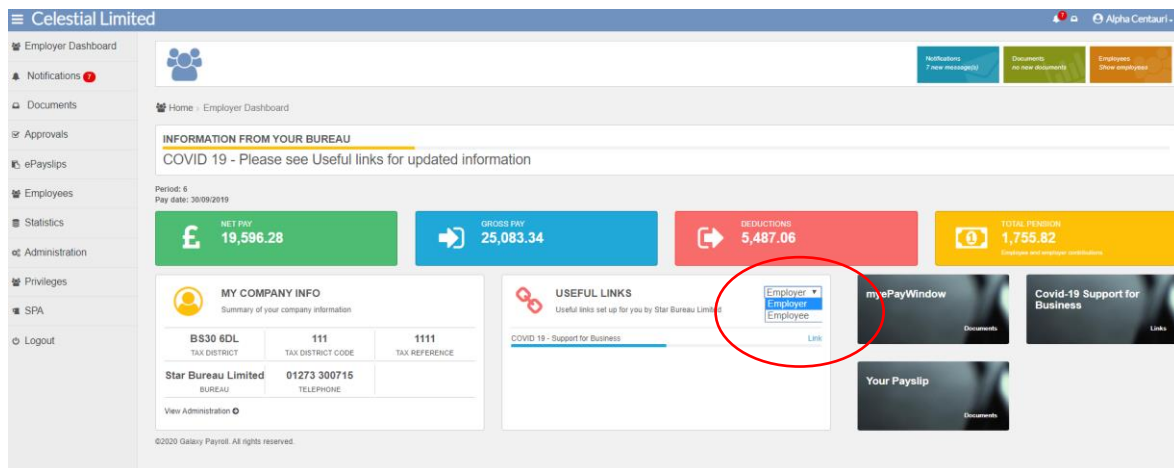 Celestial Limited
7
Alpha Centauri
Employer Dashboard
Notifications 7
Documents
Approvals
ePayslips
Employees
Statistics
Administration
Privileges
SPA
Logout
Notifications
7 new message(s)
Documents
no new documents
Employees
Show employees
Home › Employer Dashboard
INFORMATION FROM YOUR BUREAU
COVID 19 - Please see Useful links for updated information
Period: 6
Pay date: 30/09/2019
NET PAY
19,596.28
GROSS PAY
25,083.34
DEDUCTIONS
5,487.06
TOTAL PENSION
1,755.82
Employee and employer contributions
MY COMPANY INFO
Summary of your company information
BS30 6DL
TAX DISTRICT
111
TAX DISTRICT CODE
1111
TAX REFERENCE
Star Bureau Limited
BUREAU
01273 300715
TELEPHONE
View Administration
USEFUL LINKS
Useful links set up for you by Star Bureau Limited
Employer
Employer
Employee
COVID 19 - Support for Business Link
myePayWindow
Documents
Covid-19 Support for
Business
Links
Your Payslip
Documents
©2020 Galaxy Payroll. All rights reserved.